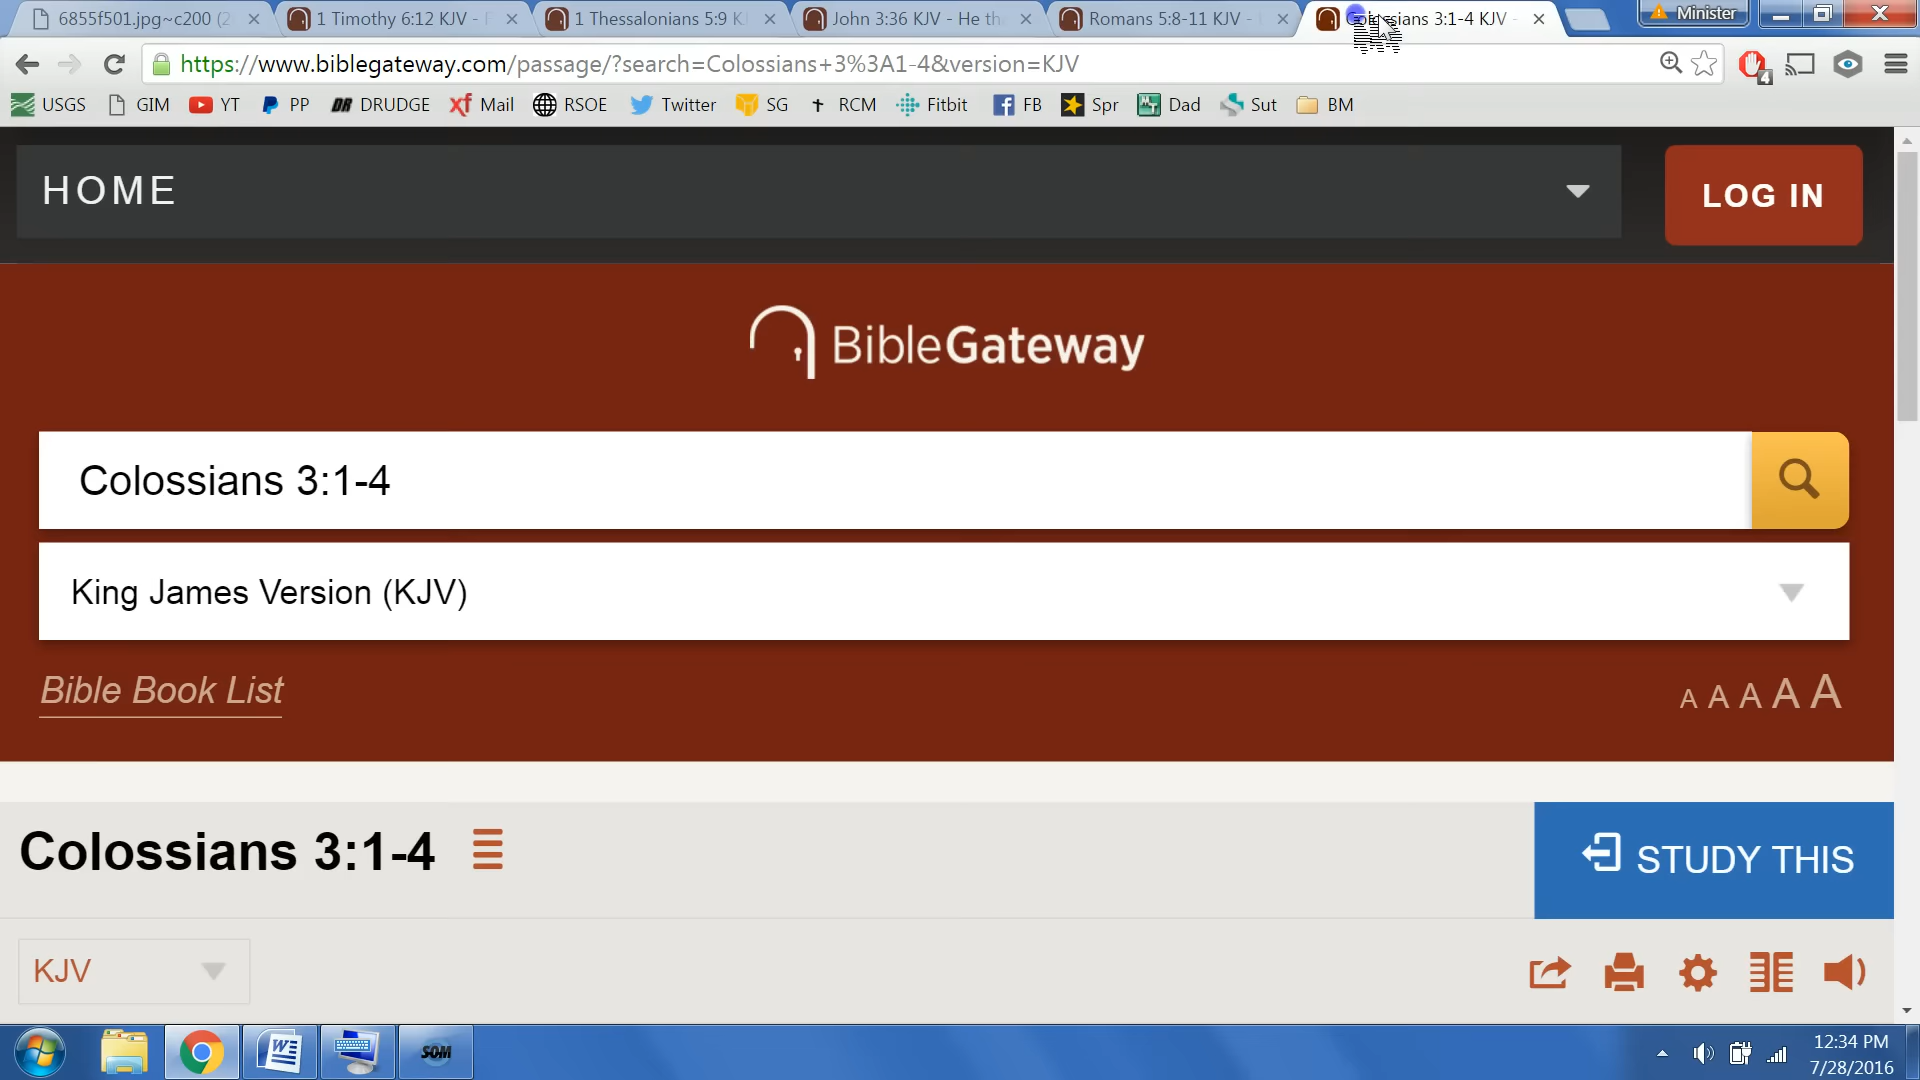 6855f501.jpg~c200 (2
1 Timothy 6:12 KJV - F
1 Thessalonians 5:9 KJ
John 3:36 KJV - He th
Romans 5:8-11 KJV -
3:1-4 KJV -
Minister
https://www.biblegateway.com/passage/?search=Colossians+3%3A1-4&version=KJV
4
USGS GIM YT PP DRUDGE Mail RSOE Twitter SG RCM Fitbit FB Spr Dad Sut BM
HOME
LOG IN
BibleGateway
Colossians 3:1-4
King James Version (KJV)
Bible Book List
A A A A A
Colossians 3:1-4
STUDY THIS
KJV
SOM
12:34 PM
7/28/2016